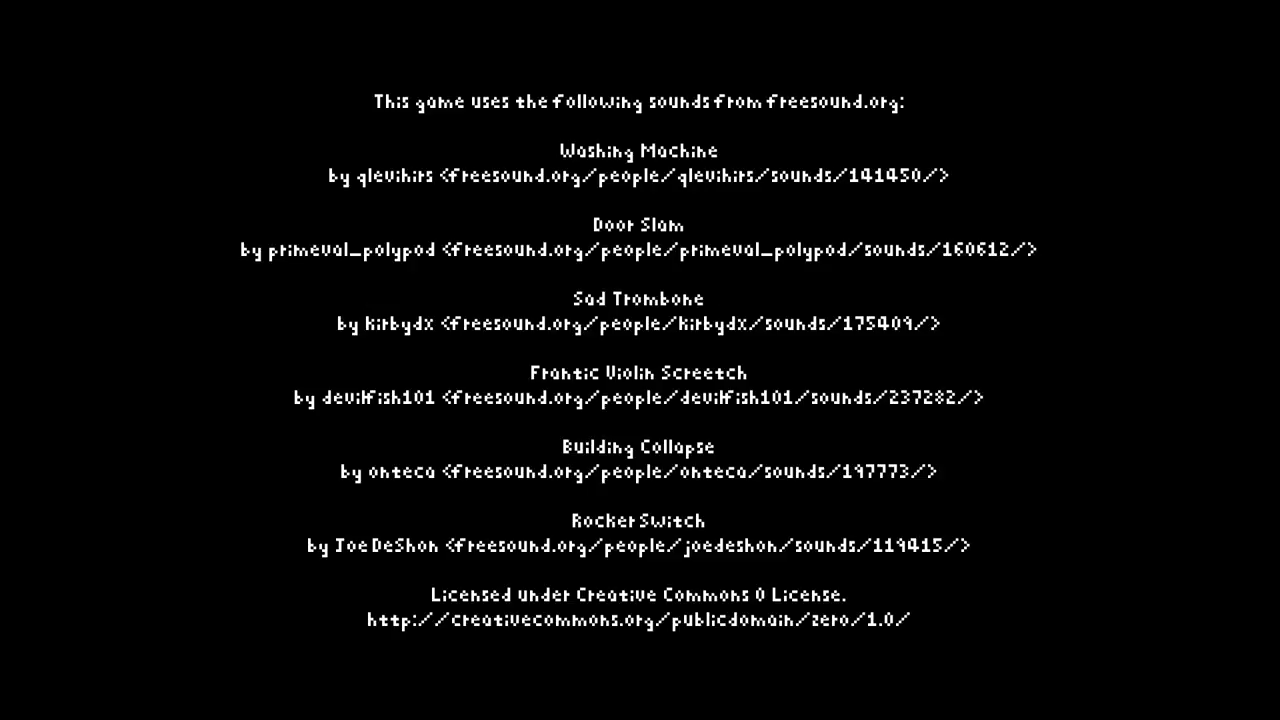 This game uses the following sounds from freesound.org:
Washing Machine
by qlevihirs <freesound.org/people/qlevihirs/sounds/141450/>
Door Slam
by primeval_polypod <freesound.org/people/primeval_polypod/sounds/160612/>
Sad Trombone
by kirbydx <freesound.org/people/kirbydx/sounds/175409/>
Frantic Violin Screetch
by devilfish101 <freesound.org/people/devilfish101/sounds/237282/>
Building Collapse
by onteca <freesound.org/people/onteca/sounds/197773/>
Rocker Switch
by Joe DeShon <freesound.org/people/joedeshon/sounds/119415/>
Licensed under Creative Commons 0 License.
http://creativecommons.org/publicdomain/zero/1.0/